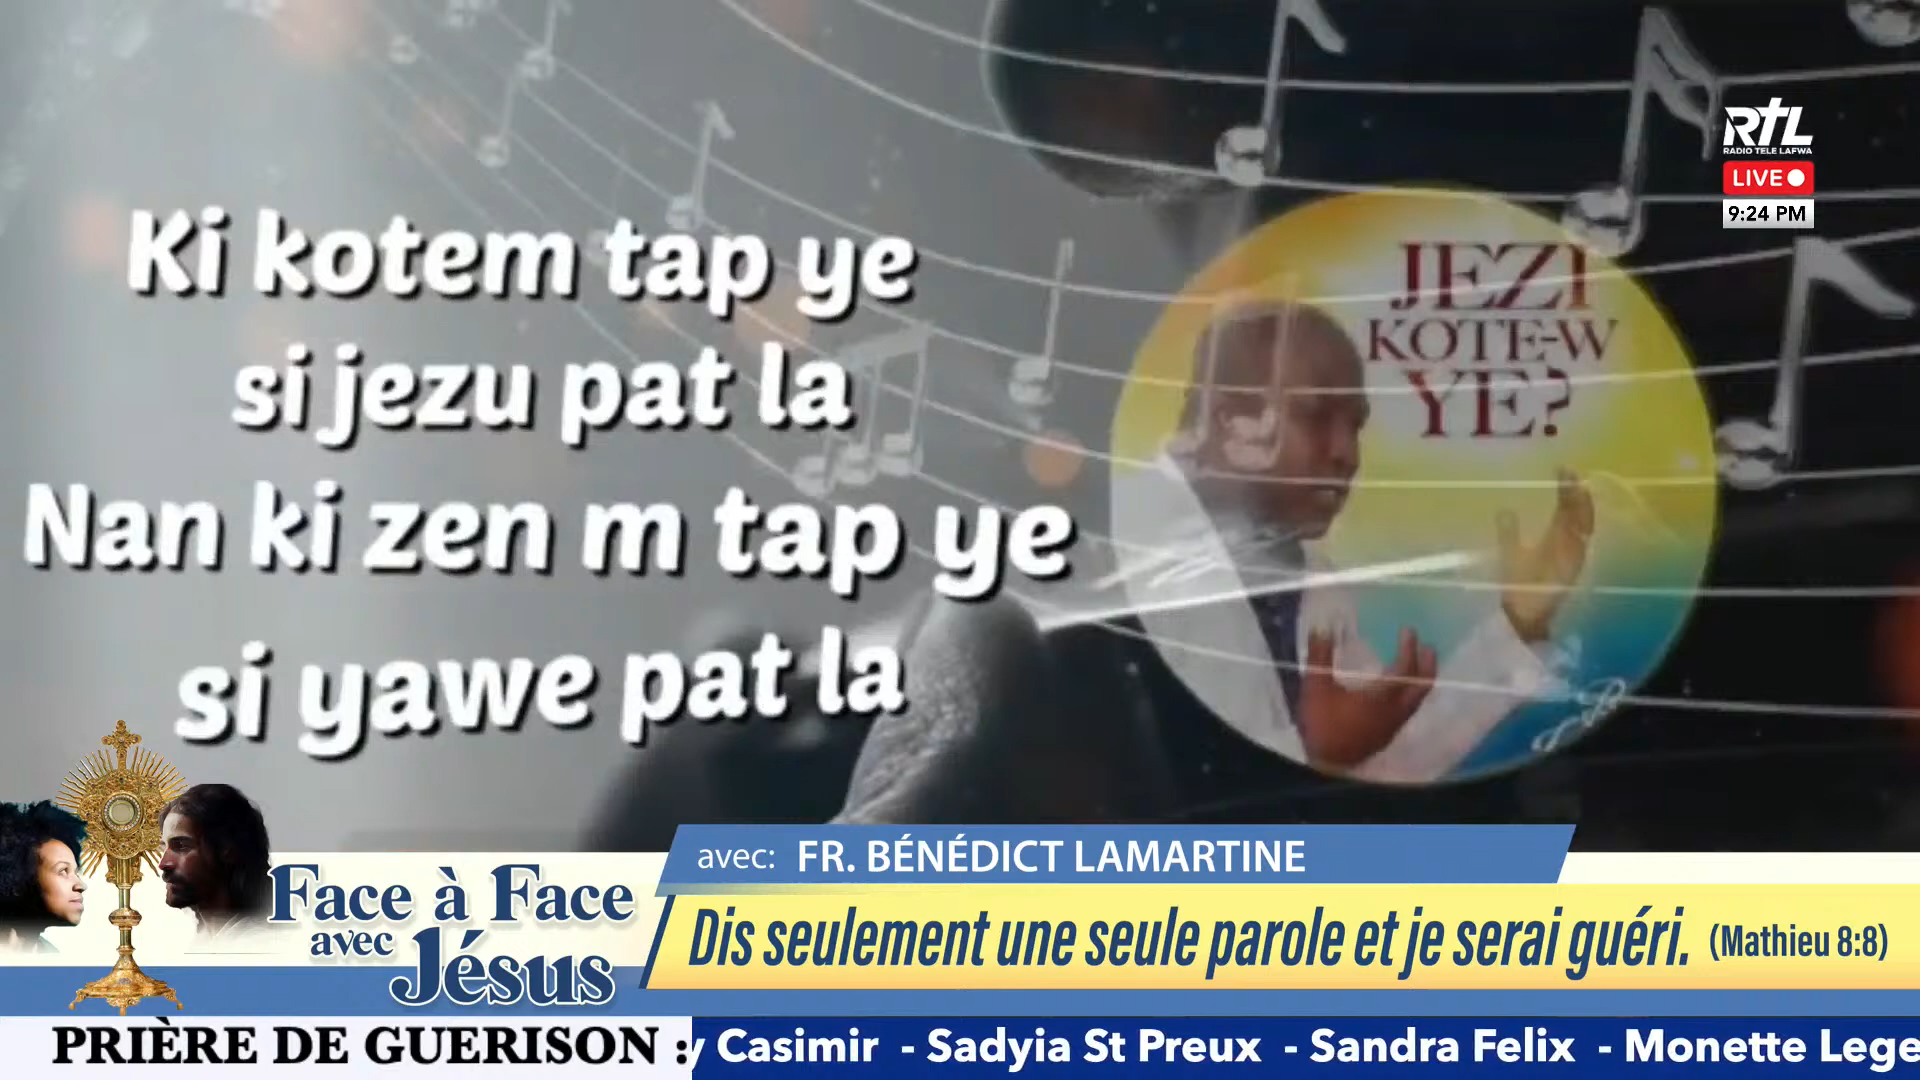 Ki kotem tap ye
si jezu pat la
Nan ki zen m tap ye
si yawe pat la
JEZI
KOTE-W
YE?
RTL
RADIO TELE LAFWA
LIVE
9:24 PM
avec: FR. BÉNÉDICT LAMARTINE
Face à Face
avec
Jésus
Dis seulement une seule parole et je serai guéri. (Mathieu 8:8)
PRIÈRE DE GUERISON : y Casimir - Sadyia St Preux - Sandra Felix - Monette Lege